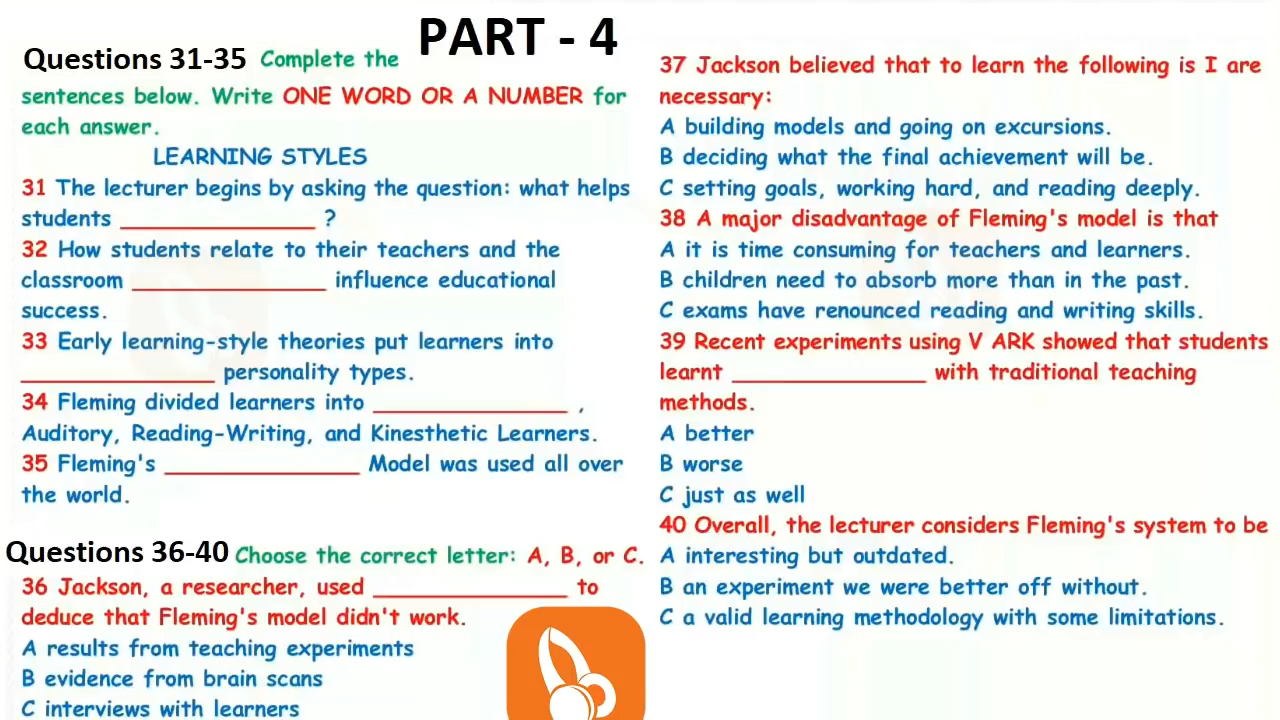 PART - 4
Questions 31-35 Complete the
sentences below. Write ONE WORD OR A NUMBER for
each answer.
LEARNING STYLES
31 The lecturer begins by asking the question: what helps
students _______________ ?
32 How students relate to their teachers and the
classroom _______________ influence educational
success.
33 Early learning-style theories put learners into
_______________ personality types.
34 Fleming divided learners into _______________ ,
Auditory, Reading-Writing, and Kinesthetic Learners.
35 Fleming's _______________ Model was used all over
the world.
Questions 36-40 Choose the correct letter: A, B, or C.
36 Jackson, a researcher, used _______________ to
deduce that Fleming's model didn't work.
A results from teaching experiments
B evidence from brain scans
C interviews with learners
37 Jackson believed that to learn the following is I are
necessary:
A building models and going on excursions.
B deciding what the final achievement will be.
C setting goals, working hard, and reading deeply.
38 A major disadvantage of Fleming's model is that
A it is time consuming for teachers and learners.
B children need to absorb more than in the past.
C exams have renounced reading and writing skills.
39 Recent experiments using V ARK showed that students
learnt _______________ with traditional teaching
methods.
A better
B worse
C just as well
40 Overall, the lecturer considers Fleming's system to be
A interesting but outdated.
B an experiment we were better off without.
C a valid learning methodology with some limitations.